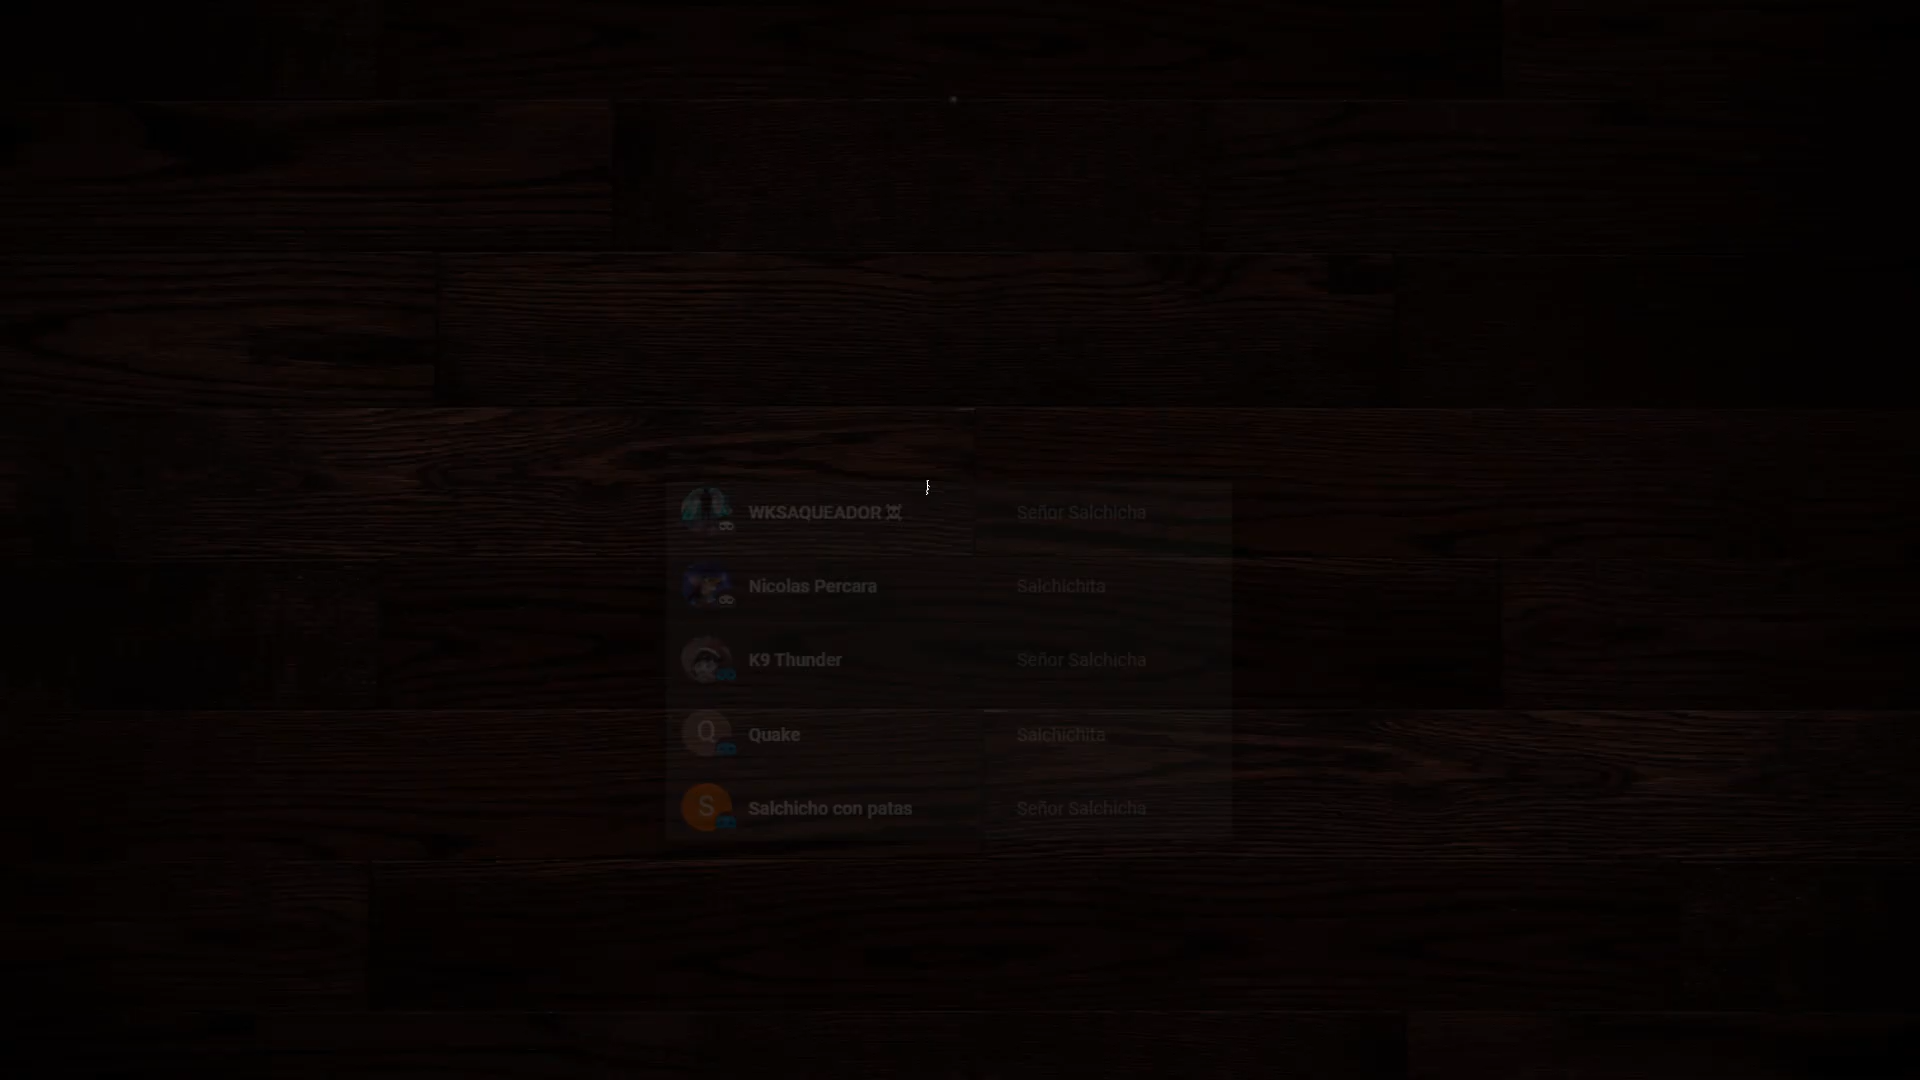 WKSAQUEADOR ☠ Señor Salchicha
Nicolas Percara Salchichita
K9 Thunder Señor Salchicha
Q Quake Salchichita
S Salchicho con patas Señor Salchicha